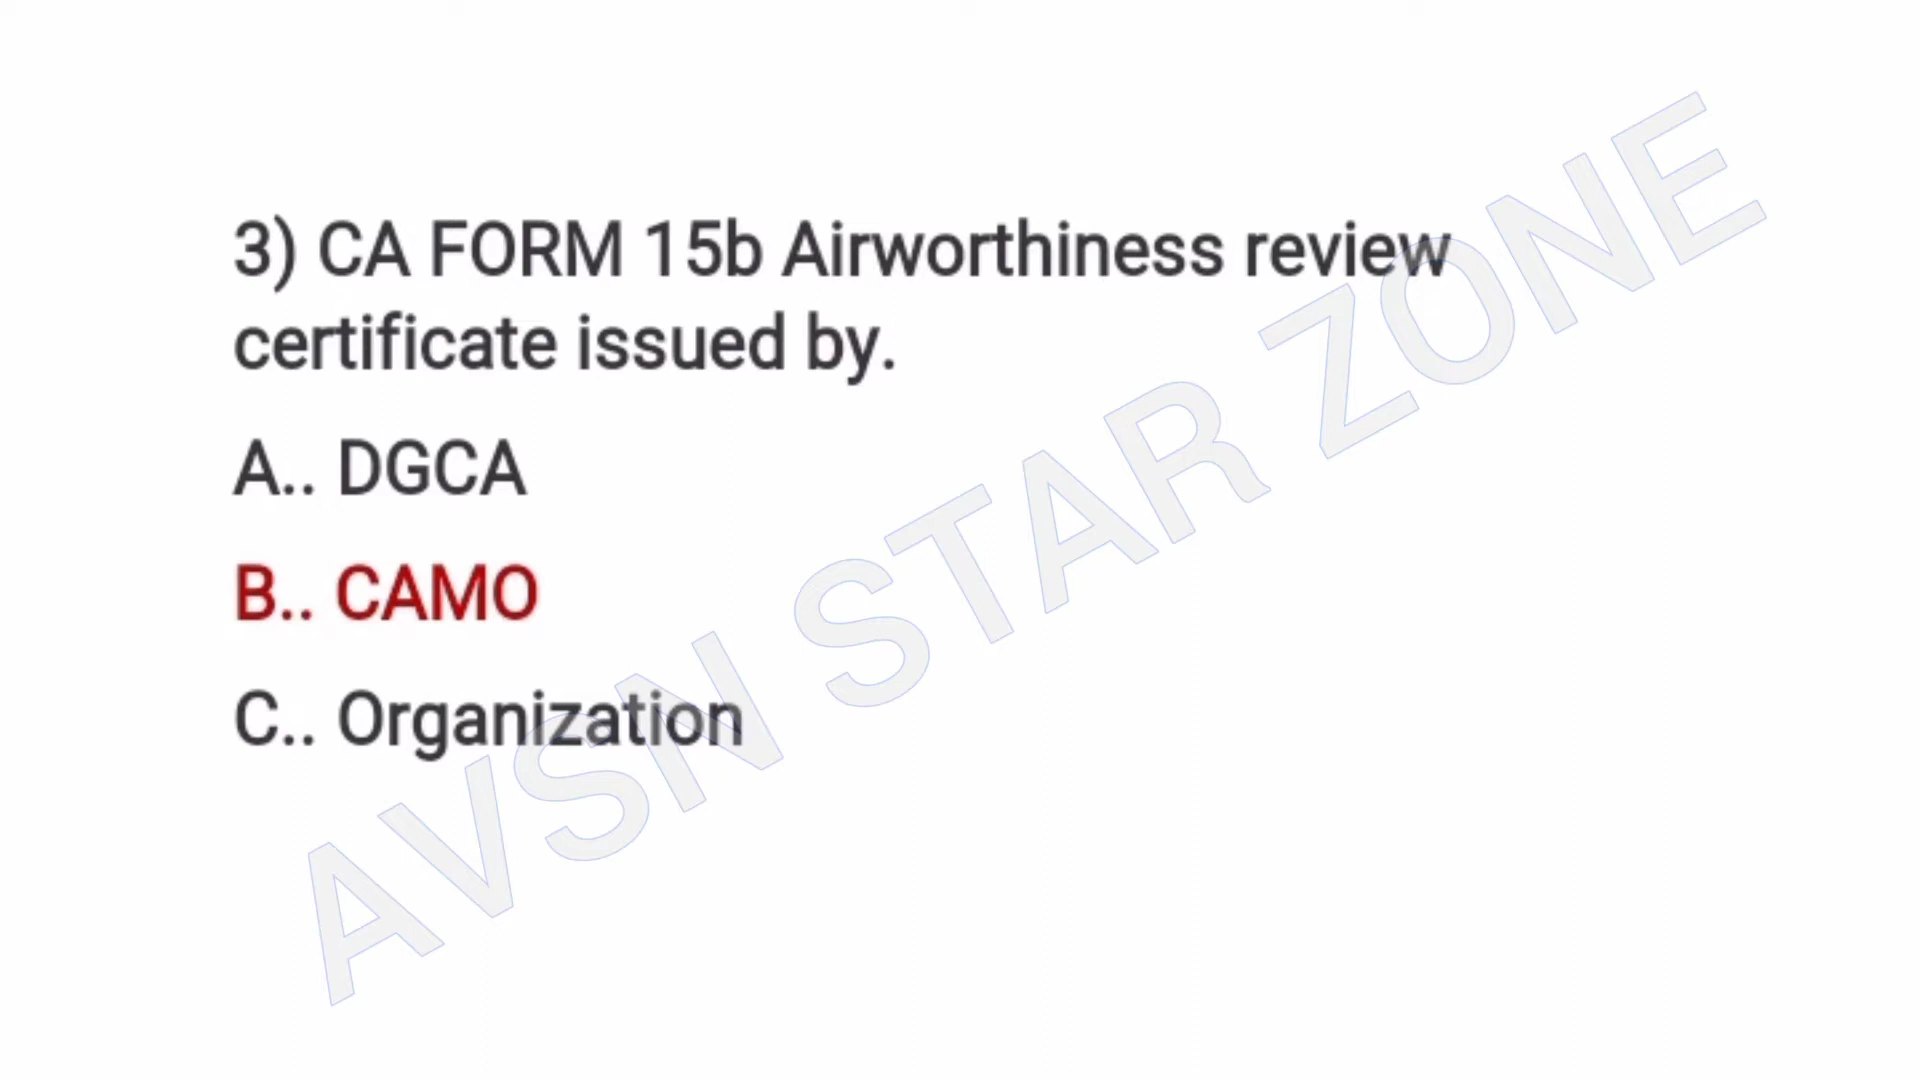 3) CA FORM 15b Airworthiness review
certificate issued by.
A.. DGCA
B.. CAMO
C.. Organization
AVSN STAR ZONE